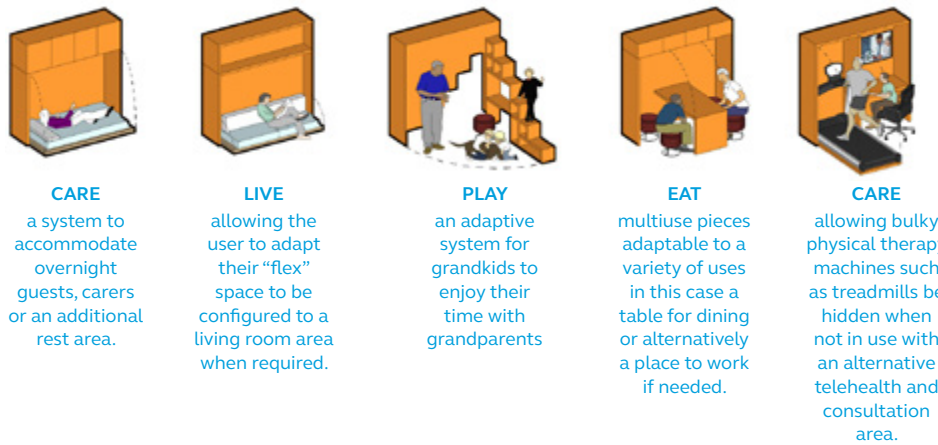 CARE
a system to
accommodate
overnight
guests, carers
or an additional
rest area.
LIVE
allowing the
user to adapt
their “flex”
space to be
configured to a
living room area
when required.
PLAY
an adaptive
system for
grandkids to
enjoy their
time with
grandparents
EAT
multiuse pieces
adaptable to a
variety of uses
in this case a
table for dining
or alternatively
a place to work
if needed.
CARE
allowing bulky
physical therapy
machines such
as treadmills be
hidden when
not in use with
an alternative
telehealth and
consultation
area.